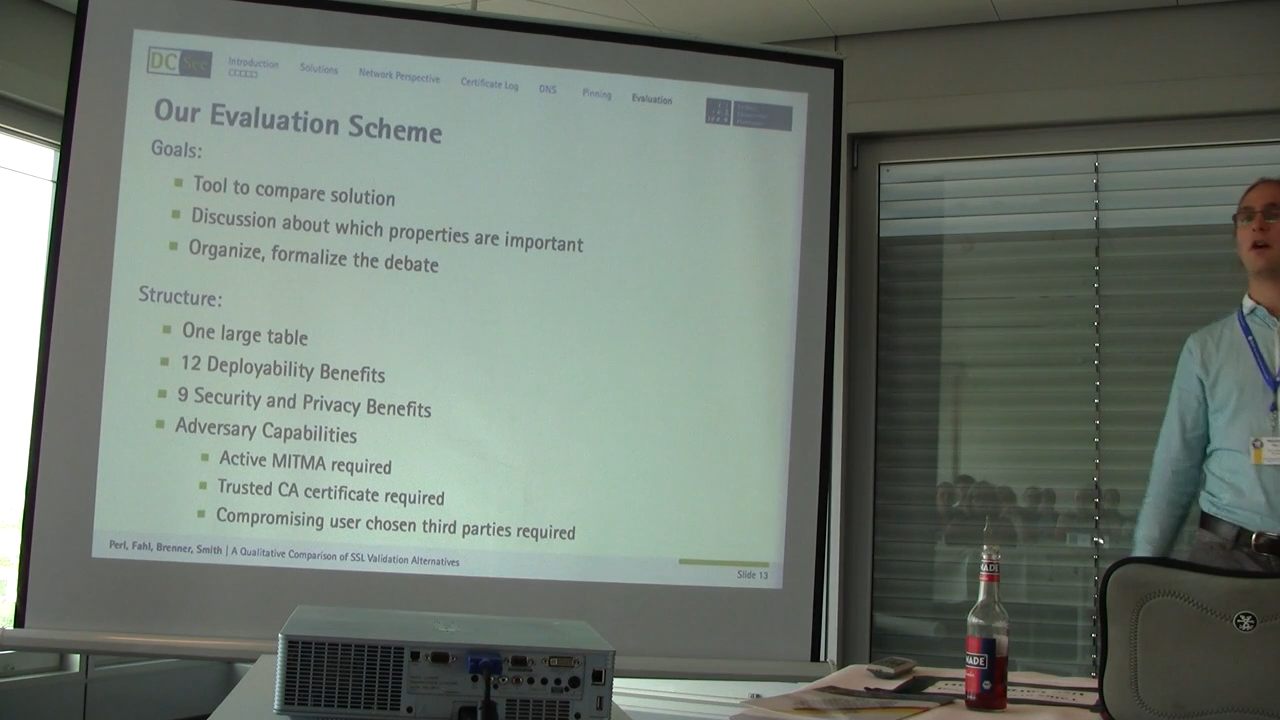 DC Sec
Introduction
Solutions
Network Perspective
Certificate Log
DNS
Pinning
Evaluation
Our Evaluation Scheme
Goals:
Tool to compare solution
Discussion about which properties are important
Organize, formalize the debate
Structure:
One large table
12 Deployability Benefits
9 Security and Privacy Benefits
Adversary Capabilities
Active MITMA required
Trusted CA certificate required
Compromising user chosen third parties required
Perl, Fahl, Brenner, Smith | A Qualitative Comparison of SSL Validation Alternatives
Slide 13
NADE